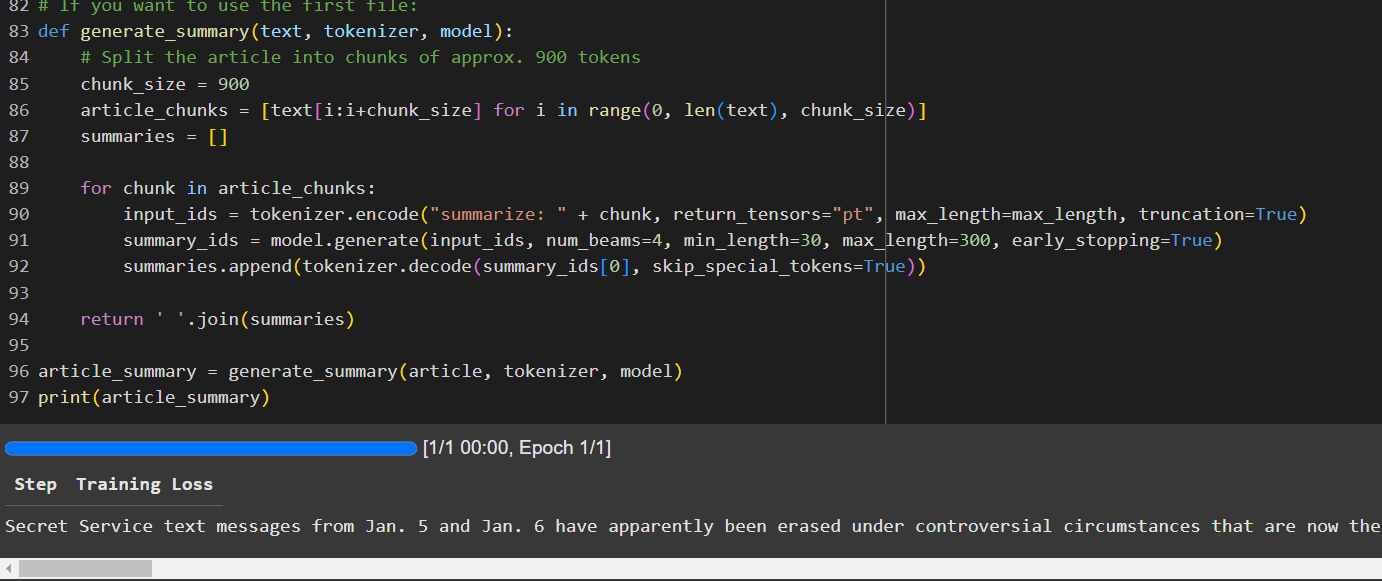 82 # If you want to use the first file:
83 def generate_summary(text, tokenizer, model):
84     # Split the article into chunks of approx. 900 tokens
85     chunk_size = 900
86     article_chunks = [text[i:i+chunk_size] for i in range(0, len(text), chunk_size)]
87     summaries = []
88
89     for chunk in article_chunks:
90         input_ids = tokenizer.encode("summarize: " + chunk, return_tensors="pt", max_length=max_length, truncation=True)
91         summary_ids = model.generate(input_ids, num_beams=4, min_length=30, max_length=300, early_stopping=True)
92         summaries.append(tokenizer.decode(summary_ids[0], skip_special_tokens=True))
93
94     return ' '.join(summaries)
95
96 article_summary = generate_summary(article, tokenizer, model)
97 print(article_summary)
[1/1 00:00, Epoch 1/1]
Step Training Loss
Secret Service text messages from Jan. 5 and Jan. 6 have apparently been erased under controversial circumstances that are now the